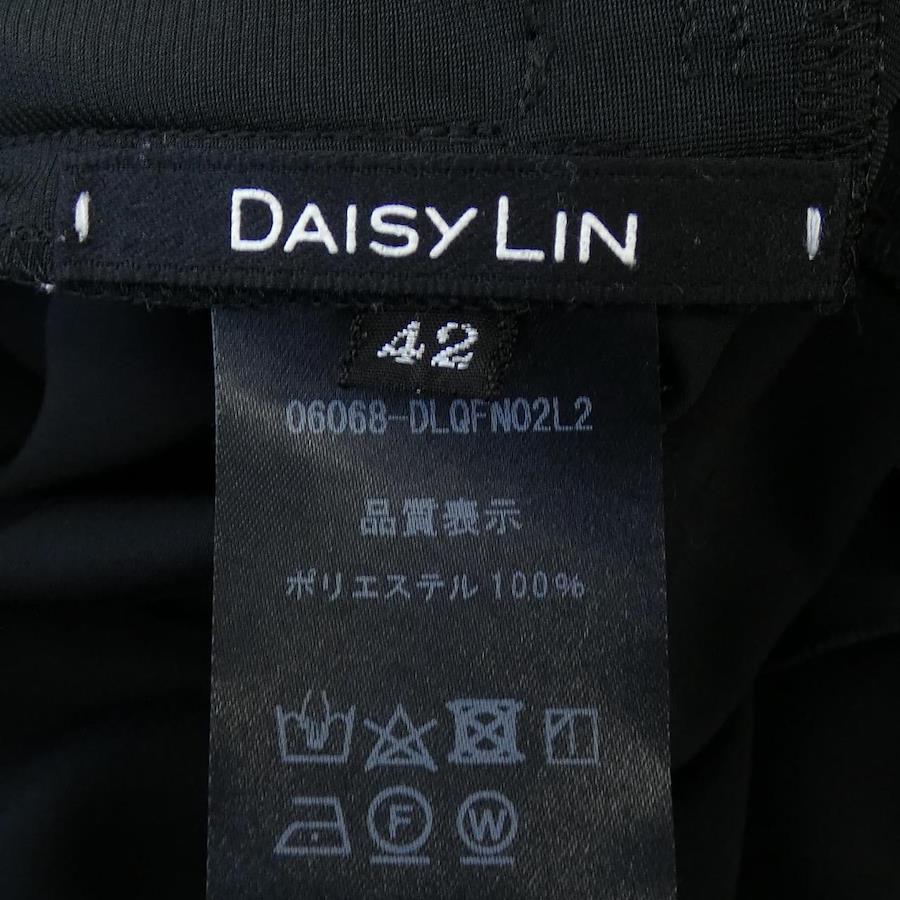 DAISY LIN
42
06068-DLQFN02L2
品質表示
ポリエステル 100%
F W